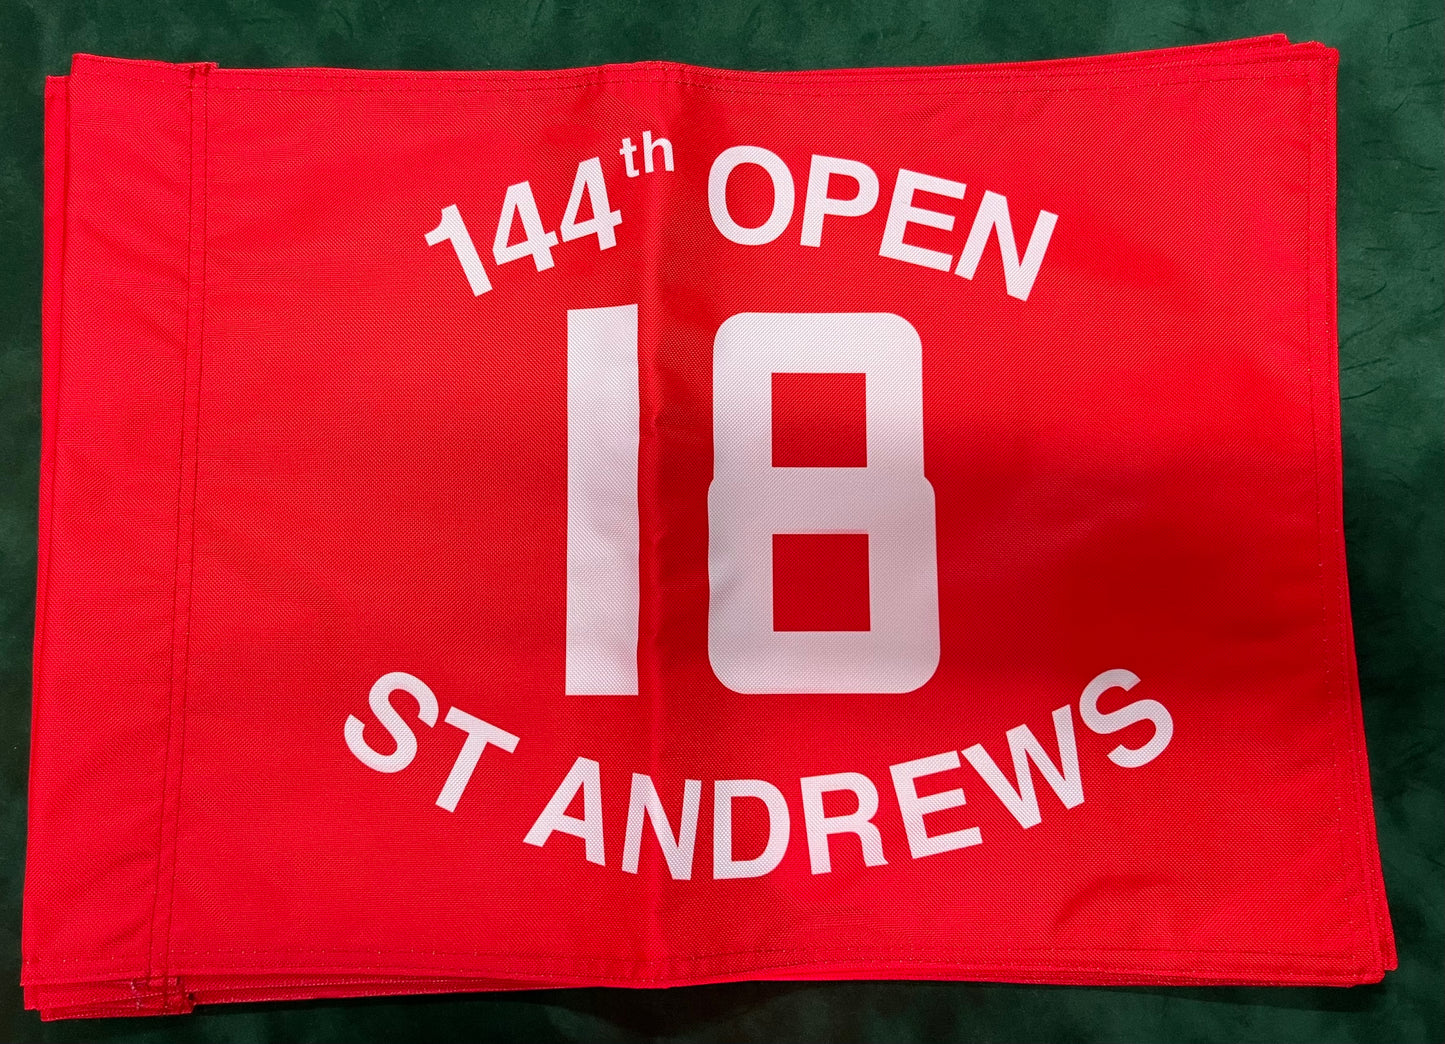 144th OPEN
18
ST ANDREWS